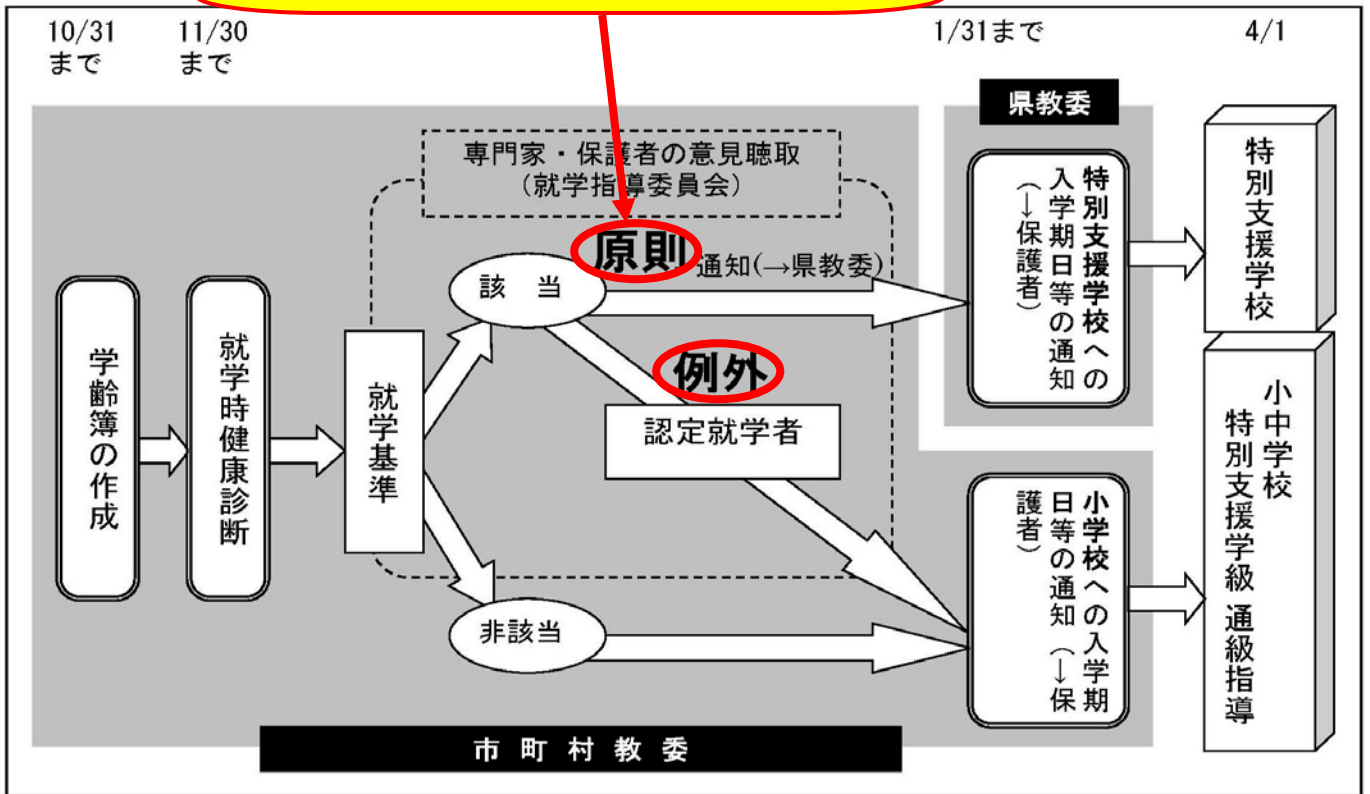 10/31
まで
11/30
まで
1/31まで
4/1
県教委
専門家・保護者の意見聴取
(就学指導委員会)
原則
通知(→県教委)
該 当
例外
認定就学者
学齢簿の作成
就学時健康診断
就学基準
非該当
特別支援学校への
入学期日等の通知
(→保護者)
小学校への入学期
日等の通知 (→保
護者)
特別支援学校
小中学校
特別支援学級 通級指導
市 町 村 教 委